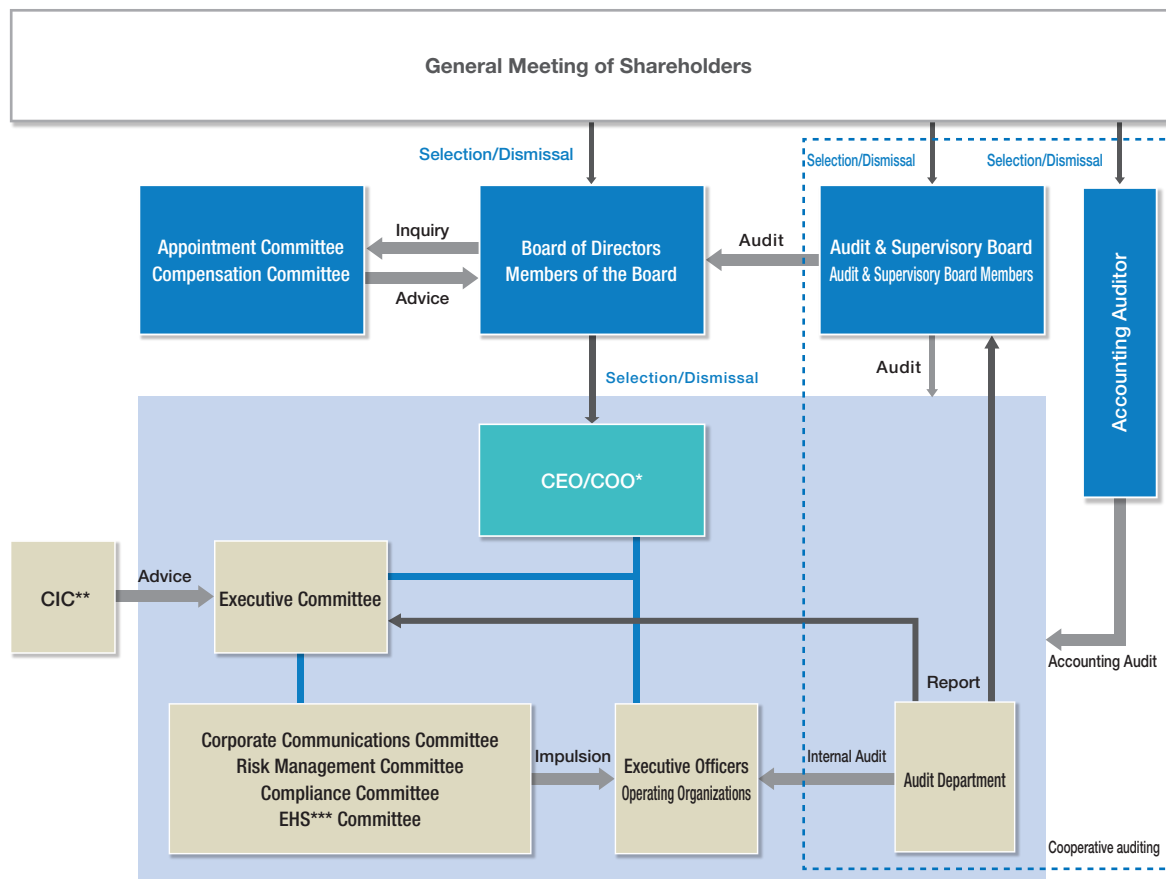 General Meeting of Shareholders
Selection/Dismissal
Selection/Dismissal
Selection/Dismissal
Appointment Committee
Compensation Committee
Inquiry
Advice
Board of Directors
Members of the Board
Audit
Audit & Supervisory Board
Audit & Supervisory Board Members
Accounting Auditor
Selection/Dismissal
Audit
CEO/COO*
CIC**
Advice
Executive Committee
Accounting Audit
Report
Corporate Communications Committee
Risk Management Committee
Compliance Committee
EHS*** Committee
Impulsion
Executive Officers
Operating Organizations
Internal Audit
Audit Department
Cooperative auditing